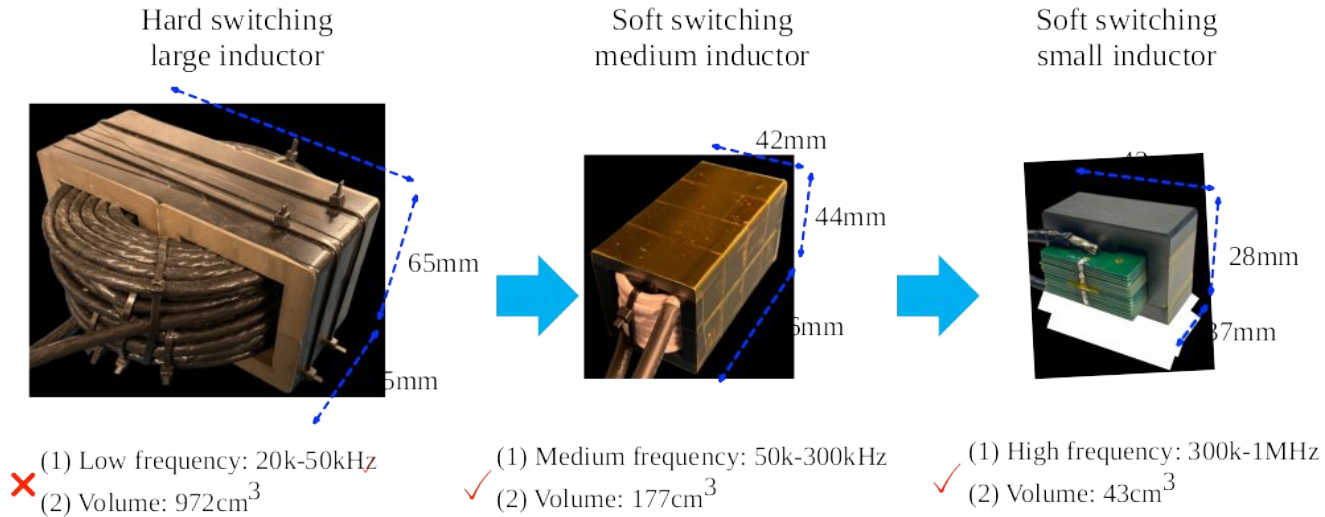 Hard switching
large inductor
Soft switching
medium inductor
Soft switching
small inductor
65mm
42mm
44mm
28mm
(1) Low frequency: 20k-50kHz
(2) Volume: 972cm3
(1) Medium frequency: 50k-300kHz
(2) Volume: 177cm3
(1) High frequency: 300k-1MHz
(2) Volume: 43cm3